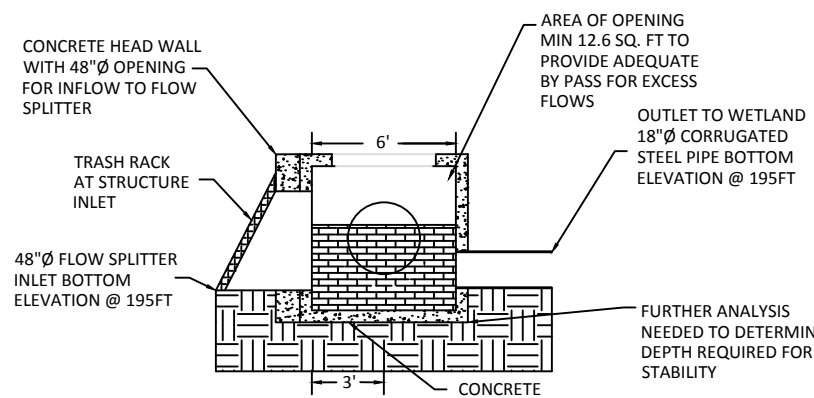 CONCRETE HEAD WALL
WITH 48"Ø OPENING
FOR INFLOW TO FLOW
SPLITTER
TRASH RACK
AT STRUCTURE
INLET
48"Ø FLOW SPLITTER
INLET BOTTOM
ELEVATION @ 195FT
6'
3'
AREA OF OPENING
MIN 12.6 SQ. FT TO
PROVIDE ADEQUATE
BY PASS FOR EXCESS
FLOWS
OUTLET TO WETLAND
18"Ø CORRUGATED
STEEL PIPE BOTTOM
ELEVATION @ 195FT
FURTHER ANALYSIS
NEEDED TO DETERMIN
DEPTH REQUIRED FOR
STABILITY
CONCRETE